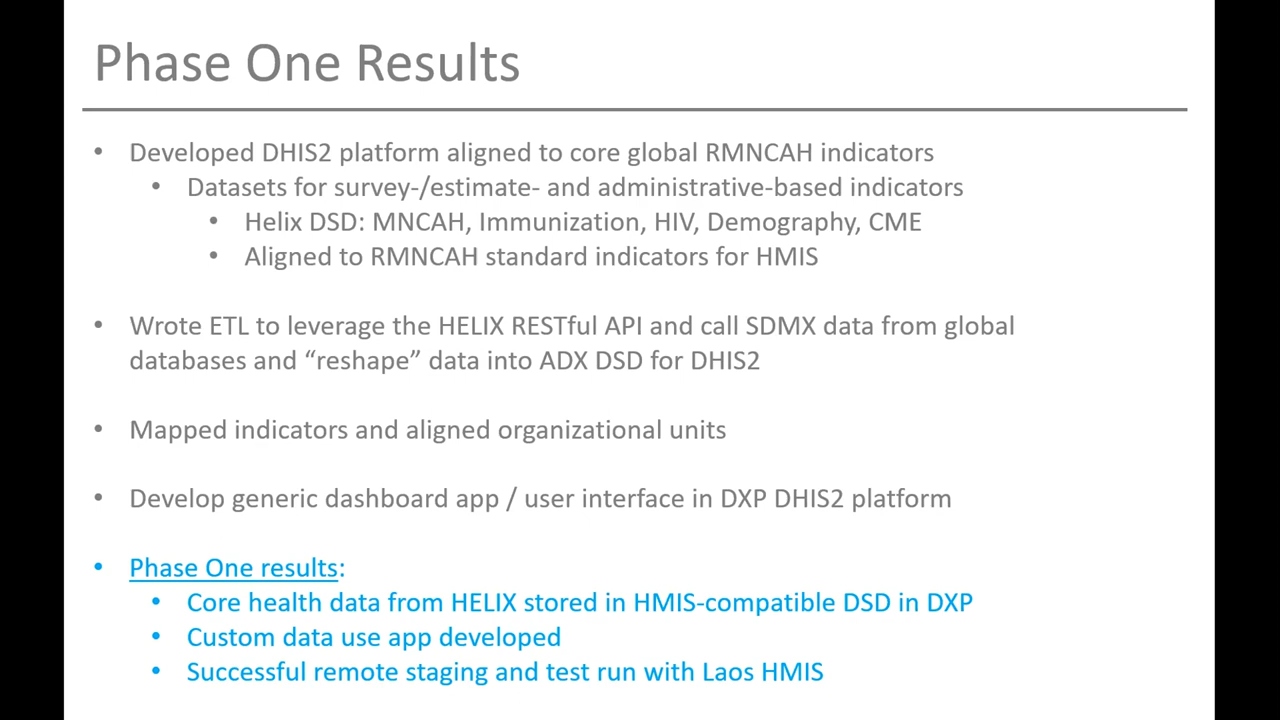 Phase One Results
• Developed DHIS2 platform aligned to core global RMNCAH indicators
• Datasets for survey-/estimate- and administrative-based indicators
• Helix DSD: MNCAH, Immunization, HIV, Demography, CME
• Aligned to RMNCAH standard indicators for HMIS
• Wrote ETL to leverage the HELIX RESTful API and call SDMX data from global
databases and “reshape” data into ADX DSD for DHIS2
• Mapped indicators and aligned organizational units
• Develop generic dashboard app / user interface in DXP DHIS2 platform
• Phase One results:
• Core health data from HELIX stored in HMIS-compatible DSD in DXP
• Custom data use app developed
• Successful remote staging and test run with Laos HMIS